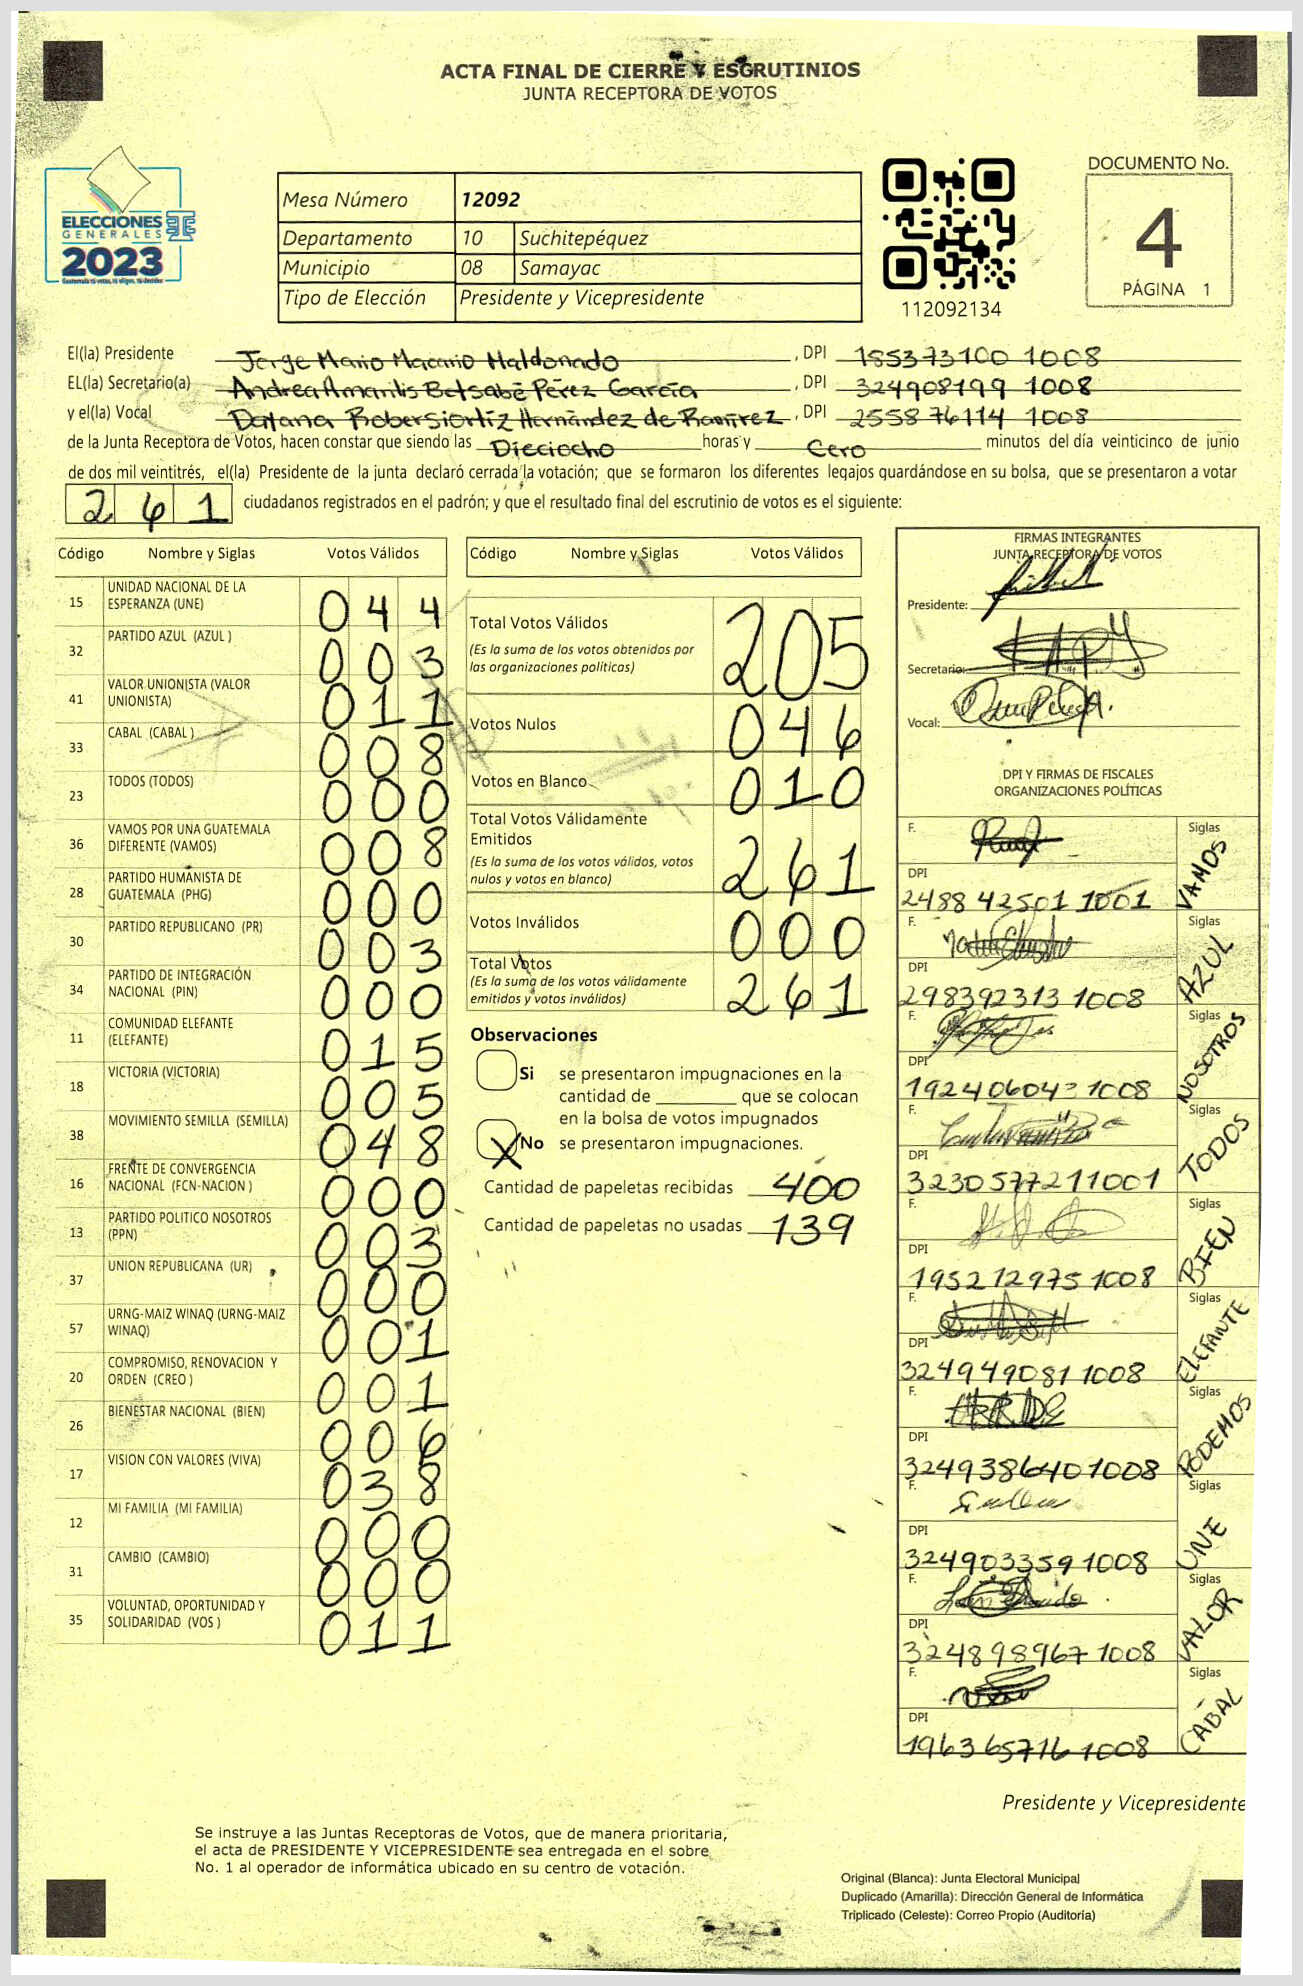 ACTA FINAL DE CIERRE Y ESCRUTINIOS
JUNTA RECEPTORA DE VOTOS
ELECCIONES
GENERALES
2023
Mesa Número 12092
Departamento 10 Suchitepéquez
Municipio 08 Samayac
Tipo de Elección Presidente y Vicepresidente
112092134
DOCUMENTO No.
4
PÁGINA 1
El(la) Presidente Jorge Mario Macario Maldonado, DPI 185373100 1008
EL(la) Secretario(a) Andrea Amarilis Betsabé Pérez García, DPI 324908199 1008
y el(la) Vocal Hernández de Ramírez, DPI 2558 76114 1008
de la Junta Receptora de Votos, hacen constar que siendo las Dieciocho horas y Cero minutos del día veinticinco de junio
de dos mil veintitrés, el(la) Presidente de la junta declaró cerrada la votación; que se formaron los diferentes legajos guardándose en su bolsa, que se presentaron a votar
261 ciudadanos registrados en el padrón; y que el resultado final del escrutinio de votos es el siguiente:
Código Nombre y Siglas Votos Válidos
15 UNIDAD NACIONAL DE LA ESPERANZA (UNE) 044
32 PARTIDO AZUL (AZUL ) 003
41 VALOR UNIONISTA (VALOR UNIONISTA) 011
33 CABAL (CABAL ) 008
23 TODOS (TODOS) 000
36 VAMOS POR UNA GUATEMALA DIFERENTE (VAMOS) 008
28 PARTIDO HUMANISTA DE GUATEMALA (PHG) 000
30 PARTIDO REPUBLICANO (PR) 003
34 PARTIDO DE INTEGRACIÓN NACIONAL (PIN) 000
11 COMUNIDAD ELEFANTE (ELEFANTE) 015
18 VICTORIA (VICTORIA) 005
38 MOVIMIENTO SEMILLA (SEMILLA) 048
16 FRENTE DE CONVERGENCIA NACIONAL (FCN-NACION ) 000
13 PARTIDO POLITICO NOSOTROS (PPN) 003
37 UNION REPUBLICANA (UR) 000
57 URNG-MAIZ WINAQ (URNG-MAIZ WINAQ) 001
20 COMPROMISO, RENOVACION Y ORDEN (CREO ) 001
26 BIENESTAR NACIONAL (BIEN) 006
17 VISION CON VALORES (VIVA) 038
12 MI FAMILIA (MI FAMILIA) 000
31 CAMBIO (CAMBIO) 000
35 VOLUNTAD, OPORTUNIDAD Y SOLIDARIDAD (VOS ) 011
Código Nombre y Siglas Votos Válidos
Total Votos Válidos 205
(Es la suma de los votos obtenidos por
las organizaciones políticas)
Votos Nulos 046
Votos en Blanco 010
Total Votos Válidamente
Emitidos 261
(Es la suma de los votos válidos, votos
nulos y votos en blanco)
Votos Inválidos 000
Total Votos 261
(Es la suma de los votos válidamente
emitidos y votos inválidos)
Observaciones
Si se presentaron impugnaciones en la
cantidad de ________ que se colocan
en la bolsa de votos impugnados
X No se presentaron impugnaciones.
Cantidad de papeletas recibidas 400
Cantidad de papeletas no usadas 139
FIRMAS INTEGRANTES
JUNTA RECEPTORA DE VOTOS
Presidente:
Secretario:
Vocal:
DPI Y FIRMAS DE FISCALES
ORGANIZACIONES POLÍTICAS
F. Siglas VAMOS
DPI 2488 42501 1001
F. Siglas AZUL
DPI 298392313 1008
F. Siglas NOSOTROS
DPI 192406043 1008
F. Siglas TODOS
DPI 3230577211001
F. Siglas BIEN
DPI 195212975 1008
F. Siglas ELEFANTE
DPI 324949081 1008
F. Siglas PODEMOS
DPI 3249386401008
F. Siglas UNE
DPI 324903359 1008
F. Siglas VALOR
DPI 324898967 1008
F. Siglas CABAL
DPI 1963 65716 1008
Presidente y Vicepresidente
Se instruye a las Juntas Receptoras de Votos, que de manera prioritaria,
el acta de PRESIDENTE Y VICEPRESIDENTE sea entregada en el sobre
No. 1 al operador de informática ubicado en su centro de votación.
Original (Blanca): Junta Electoral Municipal
Duplicado (Amarilla): Dirección General de Informática
Triplicado (Celeste): Correo Propio (Auditoría)